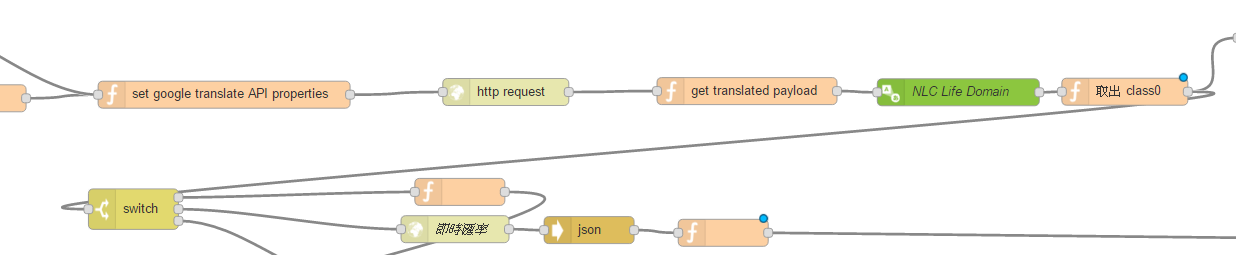 set google translate API properties
http request
get translated payload
NLC Life Domain
取出 class0
switch
即時匯率
json